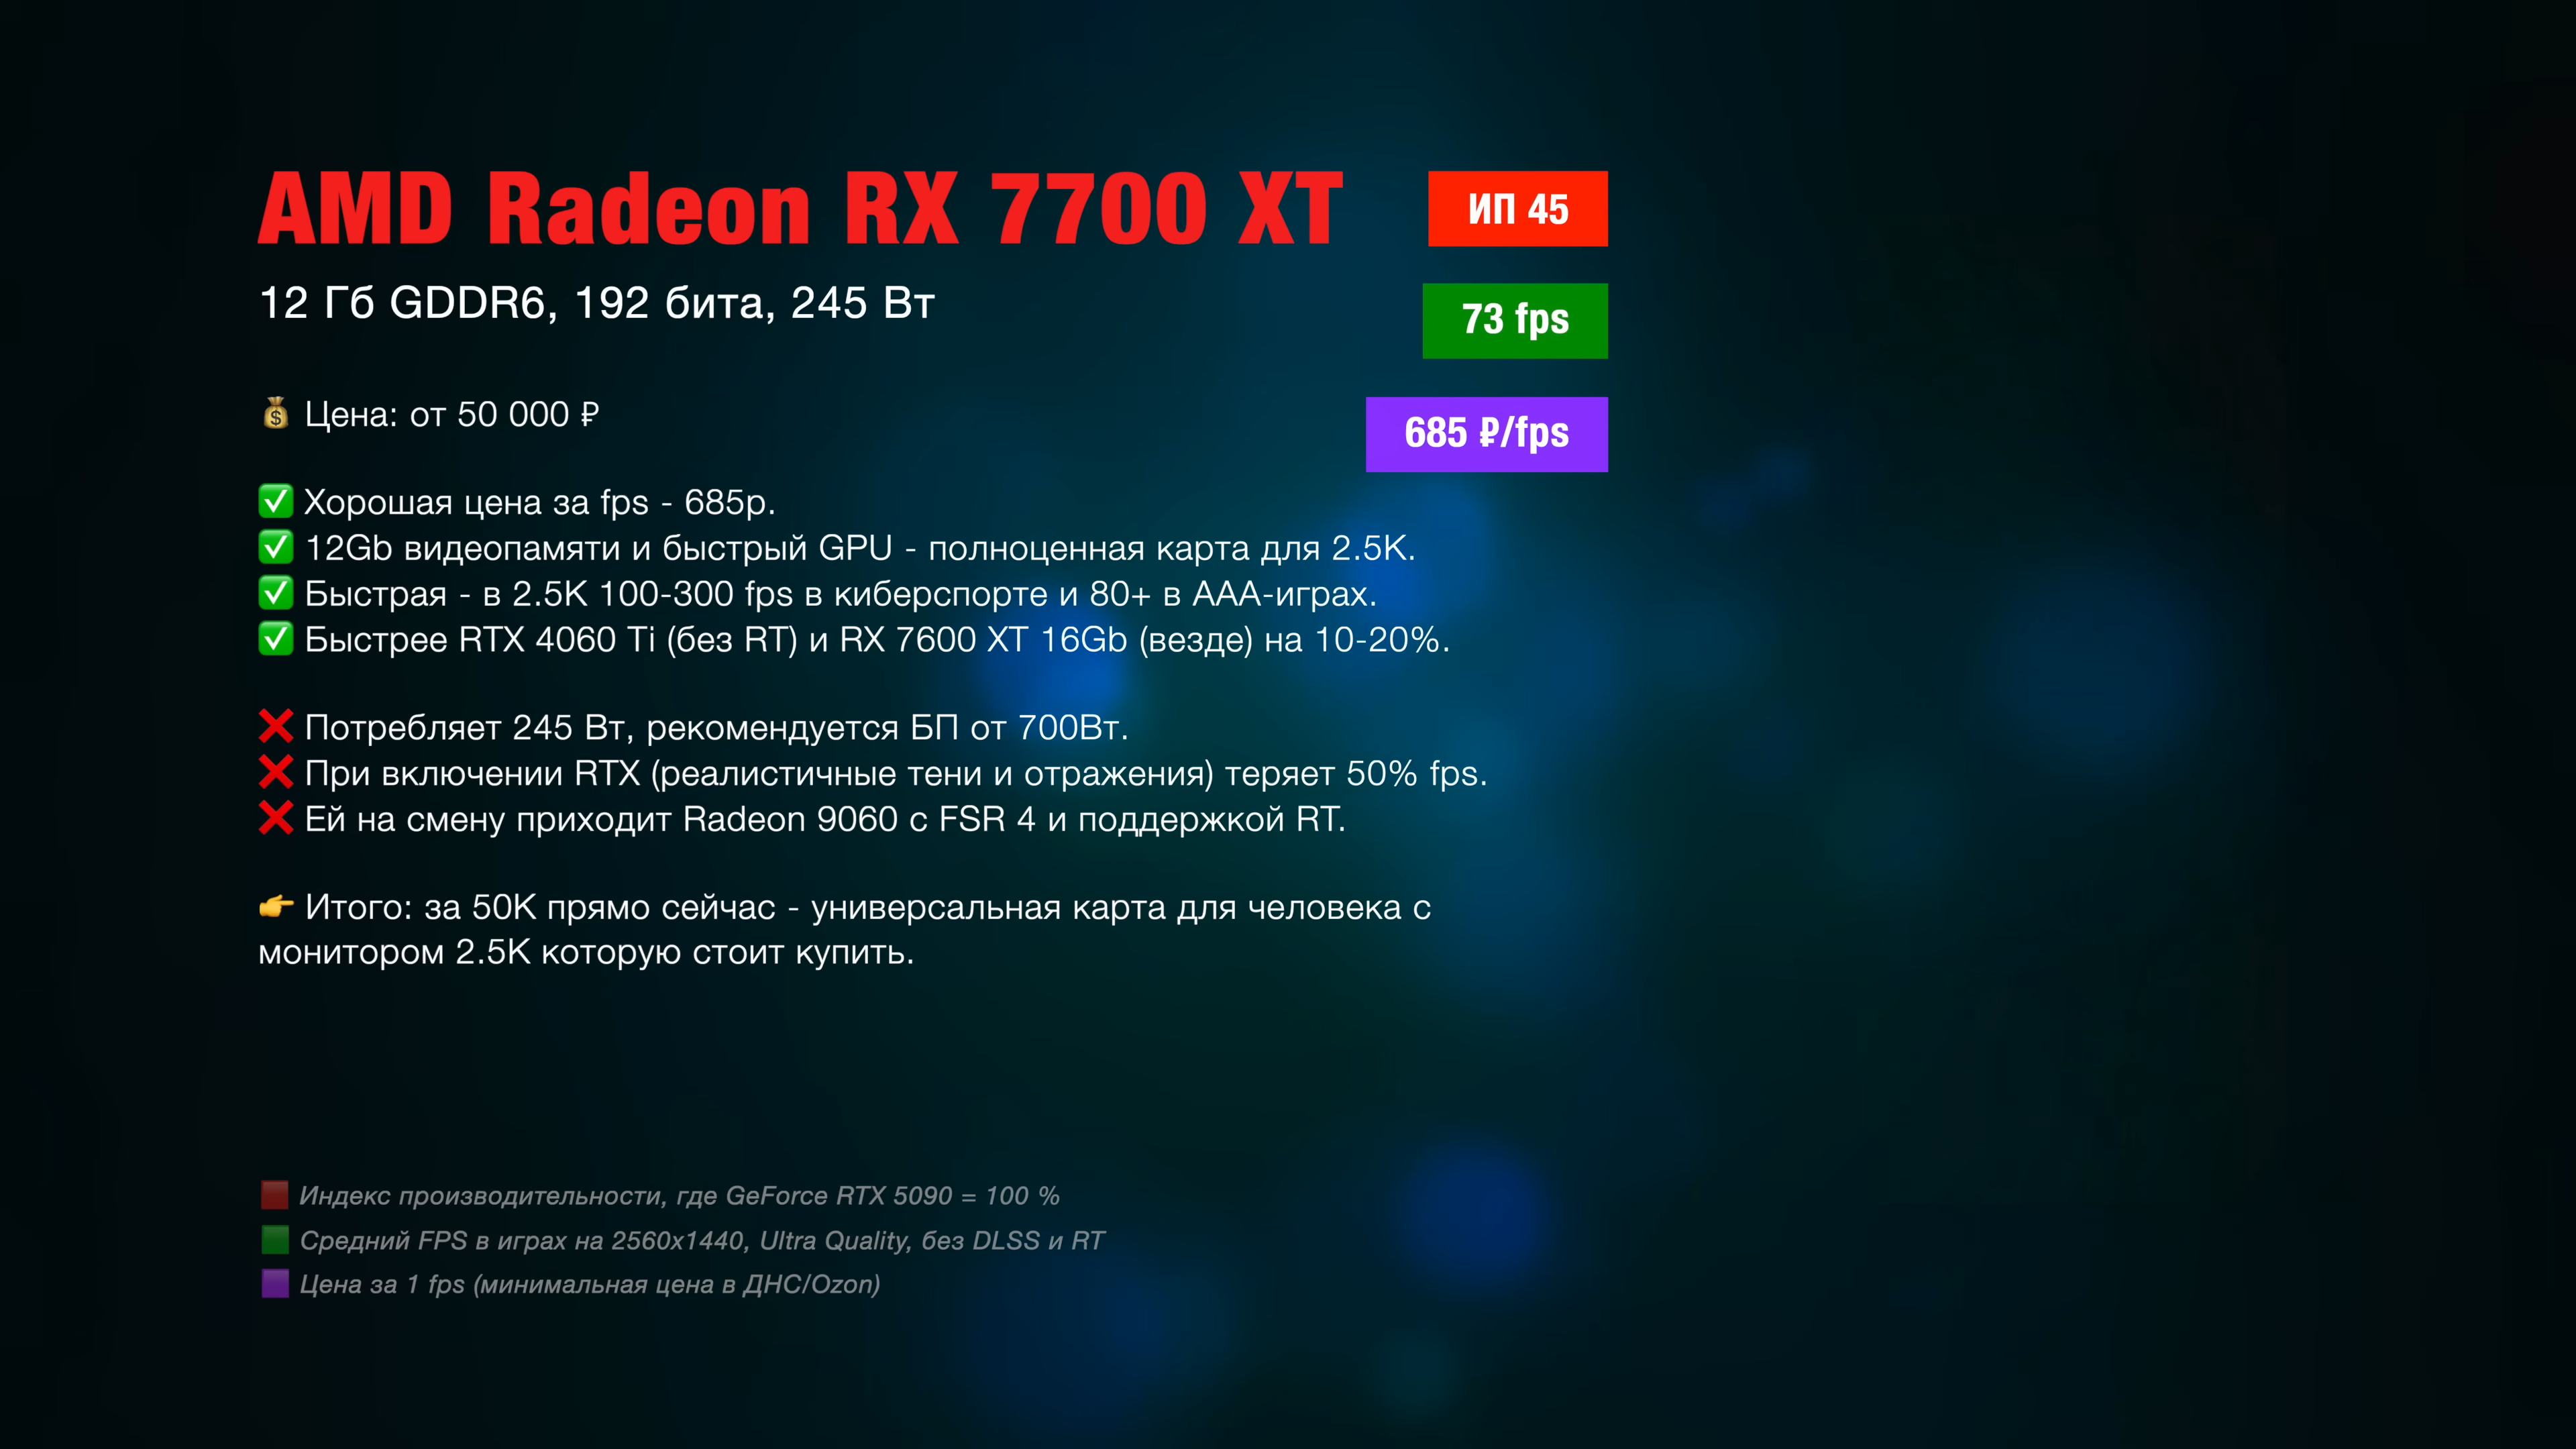 AMD Radeon RX 7700 XT
ИП 45
12 Гб GDDR6, 192 бита, 245 Вт
73 fps
💰 Цена: от 50 000 ₽
685 ₽/fps
✅ Хорошая цена за fps - 685р.
✅ 12Gb видеопамяти и быстрый GPU - полноценная карта для 2.5K.
✅ Быстрая - в 2.5K 100-300 fps в киберспорте и 80+ в ААА-играх.
✅ Быстрее RTX 4060 Ti (без RT) и RX 7600 XT 16Gb (везде) на 10-20%.
❌ Потребляет 245 Вт, рекомендуется БП от 700Вт.
❌ При включении RTX (реалистичные тени и отражения) теряет 50% fps.
❌ Ей на смену приходит Radeon 9060 с FSR 4 и поддержкой RT.
👉 Итого: за 50К прямо сейчас - универсальная карта для человека с
монитором 2.5K которую стоит купить.
🟥 Индекс производительности, где GeForce RTX 5090 = 100 %
🟩 Средний FPS в играх на 2560x1440, Ultra Quality, без DLSS и RT
🟪 Цена за 1 fps (минимальная цена в ДНС/Ozon)